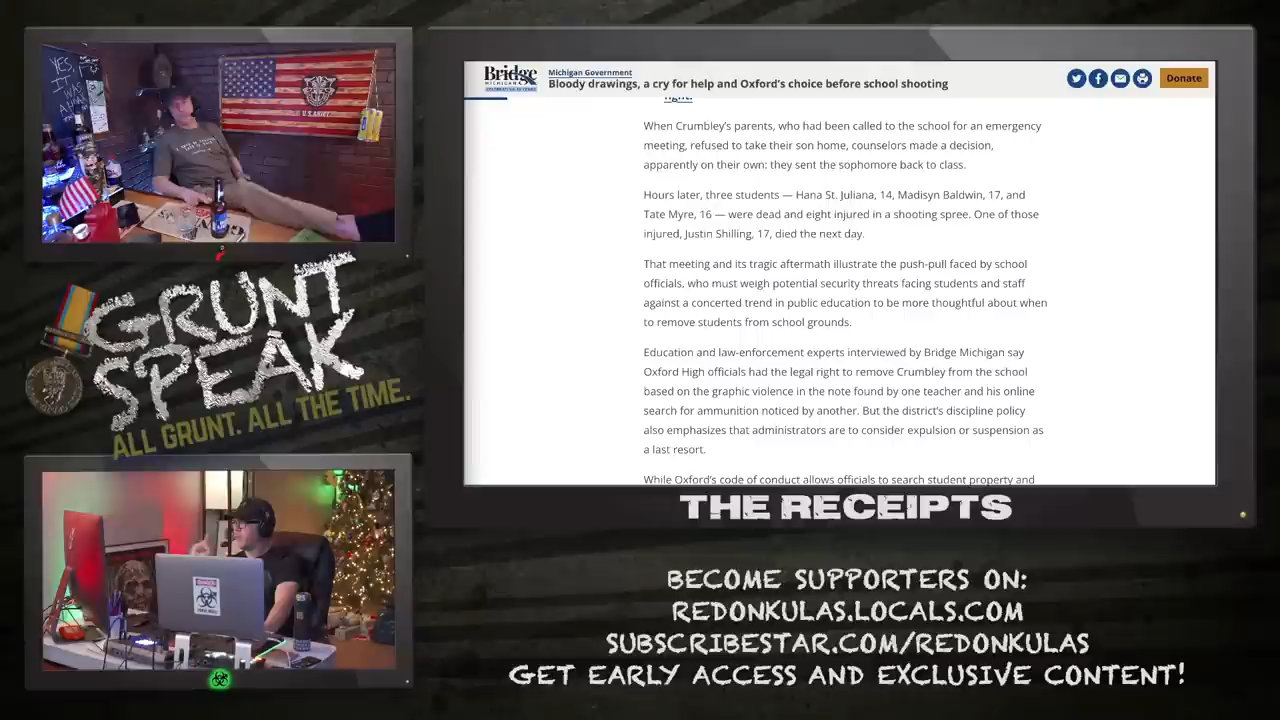 YES,
IT
U.S. ARMY
GRUNT
SPEAK
ALL GRUNT. ALL THE TIME.
DANGER
Bridge
MICHIGAN
Michigan Government
Bloody drawings, a cry for help and Oxford's choice before school shooting
Donate
right.
When Crumbley's parents, who had been called to the school for an emergency
meeting, refused to take their son home, counselors made a decision,
apparently on their own: they sent the sophomore back to class.
Hours later, three students — Hana St. Juliana, 14, Madisyn Baldwin, 17, and
Tate Myre, 16 — were dead and eight injured in a shooting spree. One of those
injured, Justin Shilling, 17, died the next day.
That meeting and its tragic aftermath illustrate the push-pull faced by school
officials, who must weigh potential security threats facing students and staff
against a concerted trend in public education to be more thoughtful about when
to remove students from school grounds.
Education and law-enforcement experts interviewed by Bridge Michigan say
Oxford High officials had the legal right to remove Crumbley from the school
based on the graphic violence in the note found by one teacher and his online
search for ammunition noticed by another. But the district's discipline policy
also emphasizes that administrators are to consider expulsion or suspension as
a last resort.
While Oxford's code of conduct allows officials to search student property and
THE RECEIPTS
BECOME SUPPORTERS ON:
REDONKULAS.LOCALS.COM
SUBSCRIBESTAR.COM/REDONKULAS
GET EARLY ACCESS AND EXCLUSIVE CONTENT!